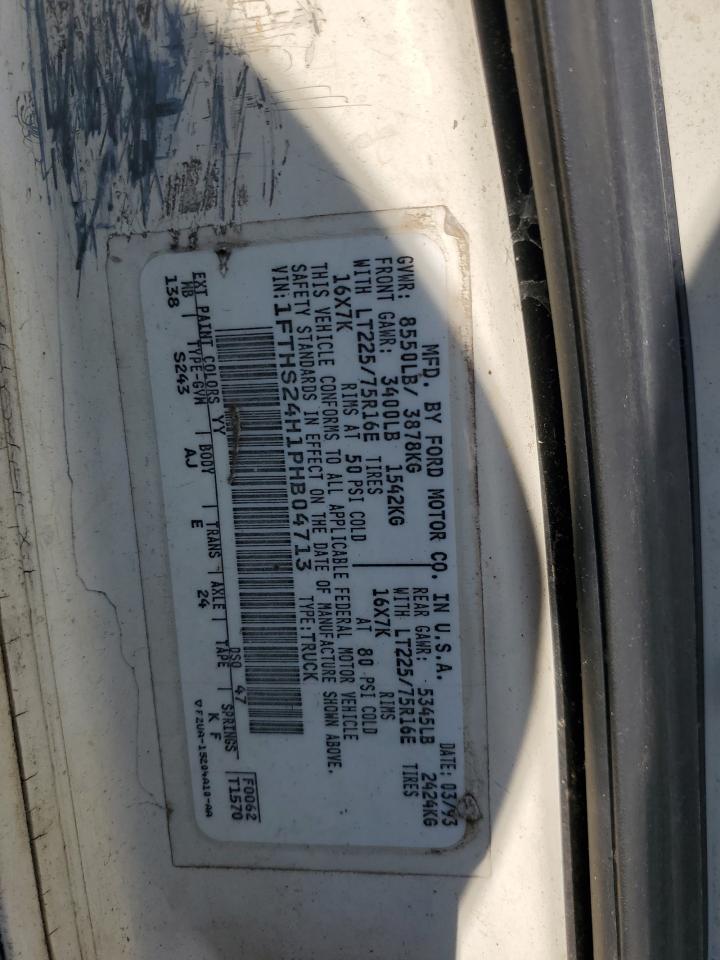 MFD. BY FORD MOTOR CO. IN U.S.A.
DATE: 03/93
GVWR: 8550LB/ 3878KG
FRONT GAWR: 3400LB 1542KG
REAR GAWR: 5345LB 2424KG
WITH LT225/75R16E TIRES
WITH LT225/75R16E TIRES
16X7K RIMS AT 50 PSI COLD
16X7K RIMS AT 80 PSI COLD
THIS VEHICLE CONFORMS TO ALL APPLICABLE FEDERAL MOTOR VEHICLE
SAFETY STANDARDS IN EFFECT ON THE DATE OF MANUFACTURE SHOWN ABOVE.
VIN: 1FTHS24H1PHB04713 TYPE: TRUCK
F0062
T1570
EXT PAINT COLORS YY DSO 47
WB TYPE-GVM BODY TRANS AXLE TAPE SPRINGS
138 S243 AJ E 24 K F
F2UA-15204A10-AA